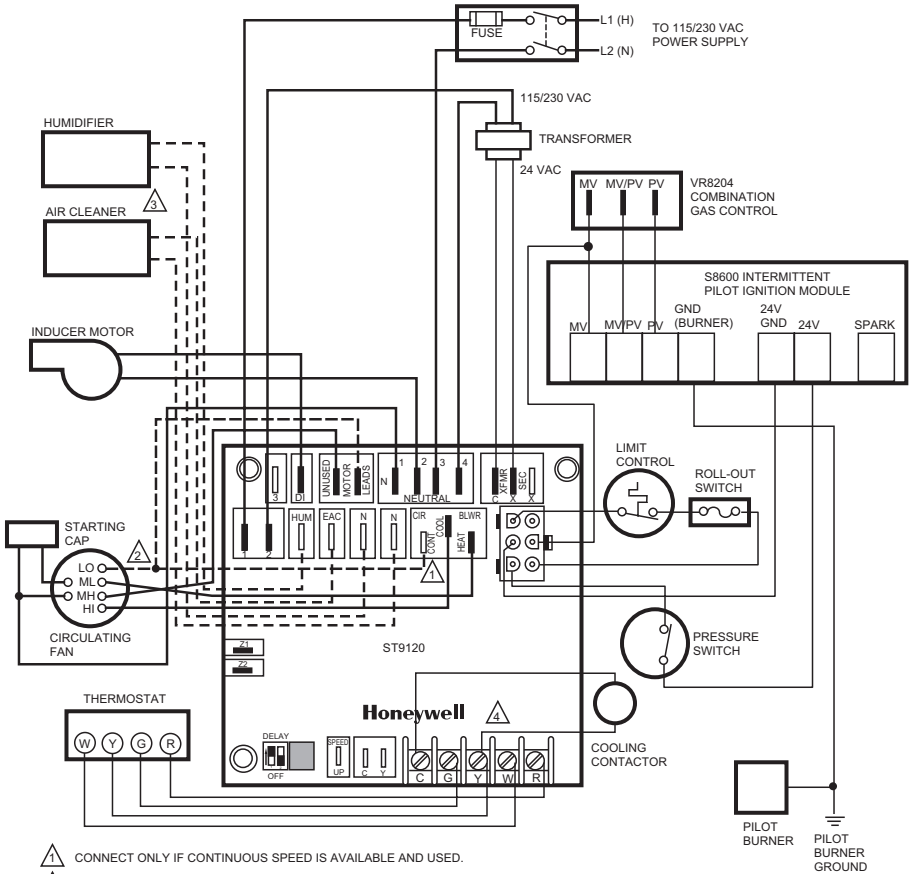 L1 (H)
FUSE
TO 115/230 VAC
POWER SUPPLY
L2 (N)
115/230 VAC
TRANSFORMER
24 VAC
HUMIDIFIER
3
AIR CLEANER
INDUCER MOTOR
MV MV/PV PV
VR8204
COMBINATION
GAS CONTROL
S8600 INTERMITTENT
PILOT IGNITION MODULE
MV MV/PV PV
GND
(BURNER)
24V
GND 24V
SPARK
LIMIT
CONTROL
ROLL-OUT
SWITCH
3
DI
UNUSED
MOTOR
LEADS
N
1 2 3 4
NEUTRAL
C X X
XFMR
SEC
1 2
HUM EAC N N
CIR
CONT
COOL
BLWR
HEAT
1
STARTING
CAP
2
LO
ML
MH
HI
CIRCULATING
FAN
Z1
Z2
ST9120
PRESSURE
SWITCH
THERMOSTAT
W Y G R
Honeywell
4
DELAY
OFF
SPEED
UP
C Y
C G Y W R
COOLING
CONTACTOR
PILOT
BURNER
PILOT
BURNER
GROUND
1 CONNECT ONLY IF CONTINUOUS SPEED IS AVAILABLE AND USED.